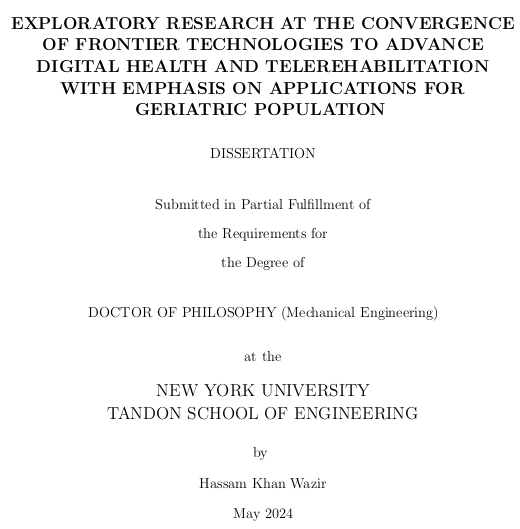 EXPLORATORY RESEARCH AT THE CONVERGENCE
OF FRONTIER TECHNOLOGIES TO ADVANCE
DIGITAL HEALTH AND TELEREHABILITATION
WITH EMPHASIS ON APPLICATIONS FOR
GERIATRIC POPULATION
DISSERTATION
Submitted in Partial Fulfillment of
the Requirements for
the Degree of
DOCTOR OF PHILOSOPHY (Mechanical Engineering)
at the
NEW YORK UNIVERSITY
TANDON SCHOOL OF ENGINEERING
by
Hassam Khan Wazir
May 2024